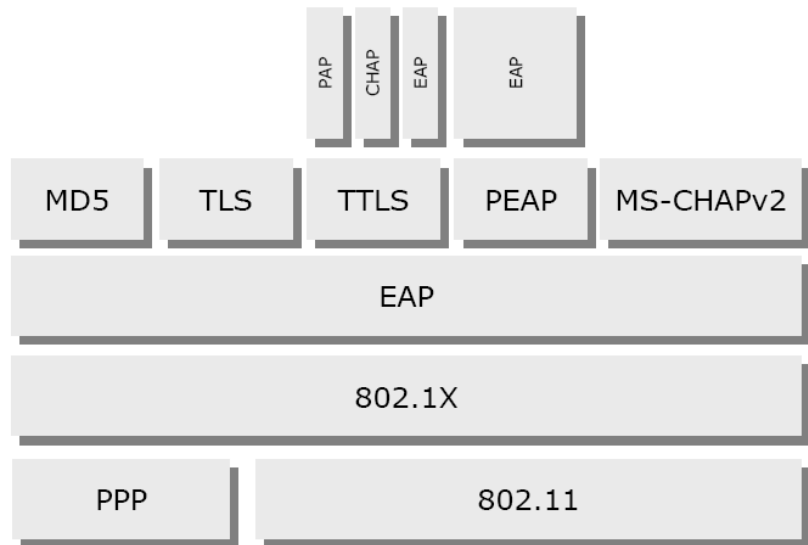 PAP
CHAP
EAP
EAP
MD5
TLS
TTLS
PEAP
MS-CHAPv2
EAP
802.1X
PPP
802.11